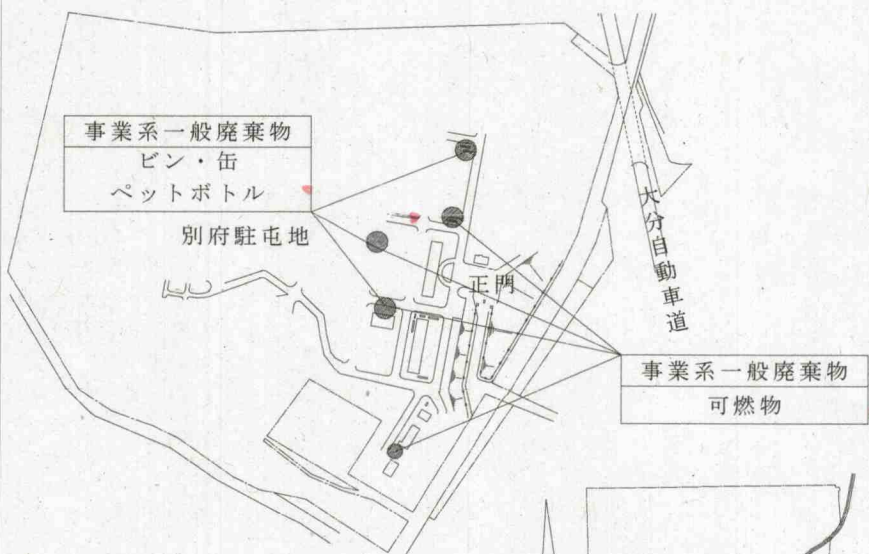 事業系一般廃棄物
ビン・缶
ペットボトル
別府駐屯地
正門
大分自動車道
事業系一般廃棄物
可燃物